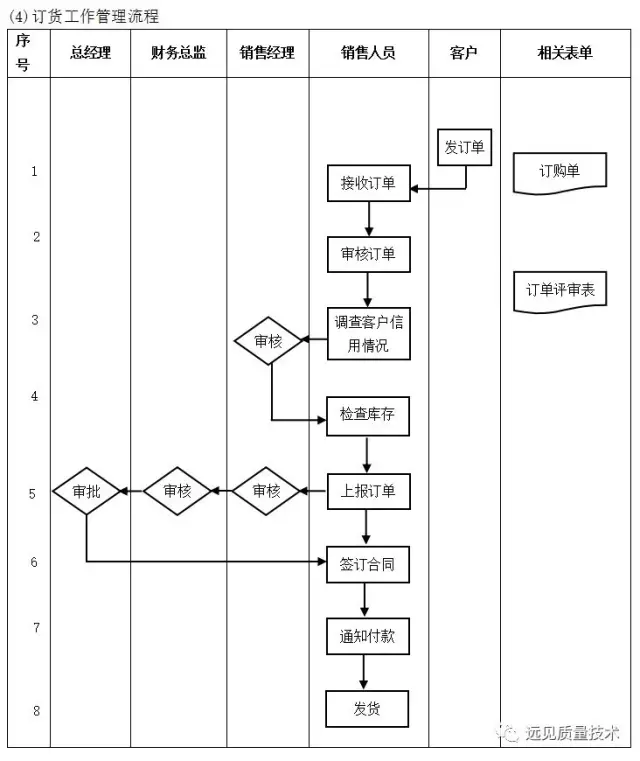 (4)订货工作管理流程
序号 总经理 财务总监 销售经理 销售人员 客户 相关表单
发订单
1 接收订单 订购单
2 审核订单
订单评审表
3 审核 调查客户信
用情况
4 检查库存
5 审批 审核 审核 上报订单
6 签订合同
7 通知付款
8 发货
远见质量技术